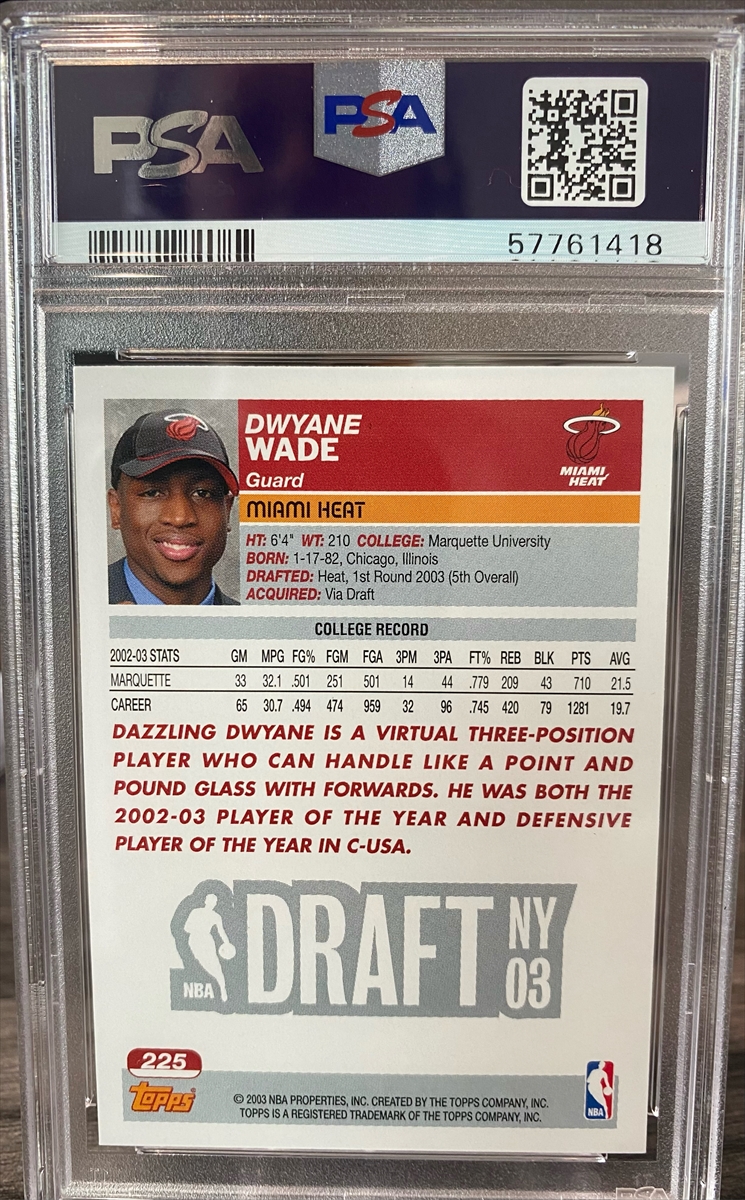 PSA
PSA
57761418
DWYANE
WADE
Guard
MIAMI HEAT
MIAMI
HEAT
HT: 6'4" WT: 210 COLLEGE: Marquette University
BORN: 1-17-82, Chicago, Illinois
DRAFTED: Heat, 1st Round 2003 (5th Overall)
ACQUIRED: Via Draft
COLLEGE RECORD
2002-03 STATS GM MPG FG% FGM FGA 3PM 3PA FT% REB BLK PTS AVG
MARQUETTE 33 32.1 .501 251 501 14 44 .779 209 43 710 21.5
CAREER 65 30.7 .494 474 959 32 96 .745 420 79 1281 19.7
DAZZLING DWYANE IS A VIRTUAL THREE-POSITION
PLAYER WHO CAN HANDLE LIKE A POINT AND
POUND GLASS WITH FORWARDS. HE WAS BOTH THE
2002-03 PLAYER OF THE YEAR AND DEFENSIVE
PLAYER OF THE YEAR IN C-USA.
NBA DRAFT NY
03
225
TOPPS
© 2003 NBA PROPERTIES, INC. CREATED BY THE TOPPS COMPANY, INC.
TOPPS IS A REGISTERED TRADEMARK OF THE TOPPS COMPANY, INC.
NBA